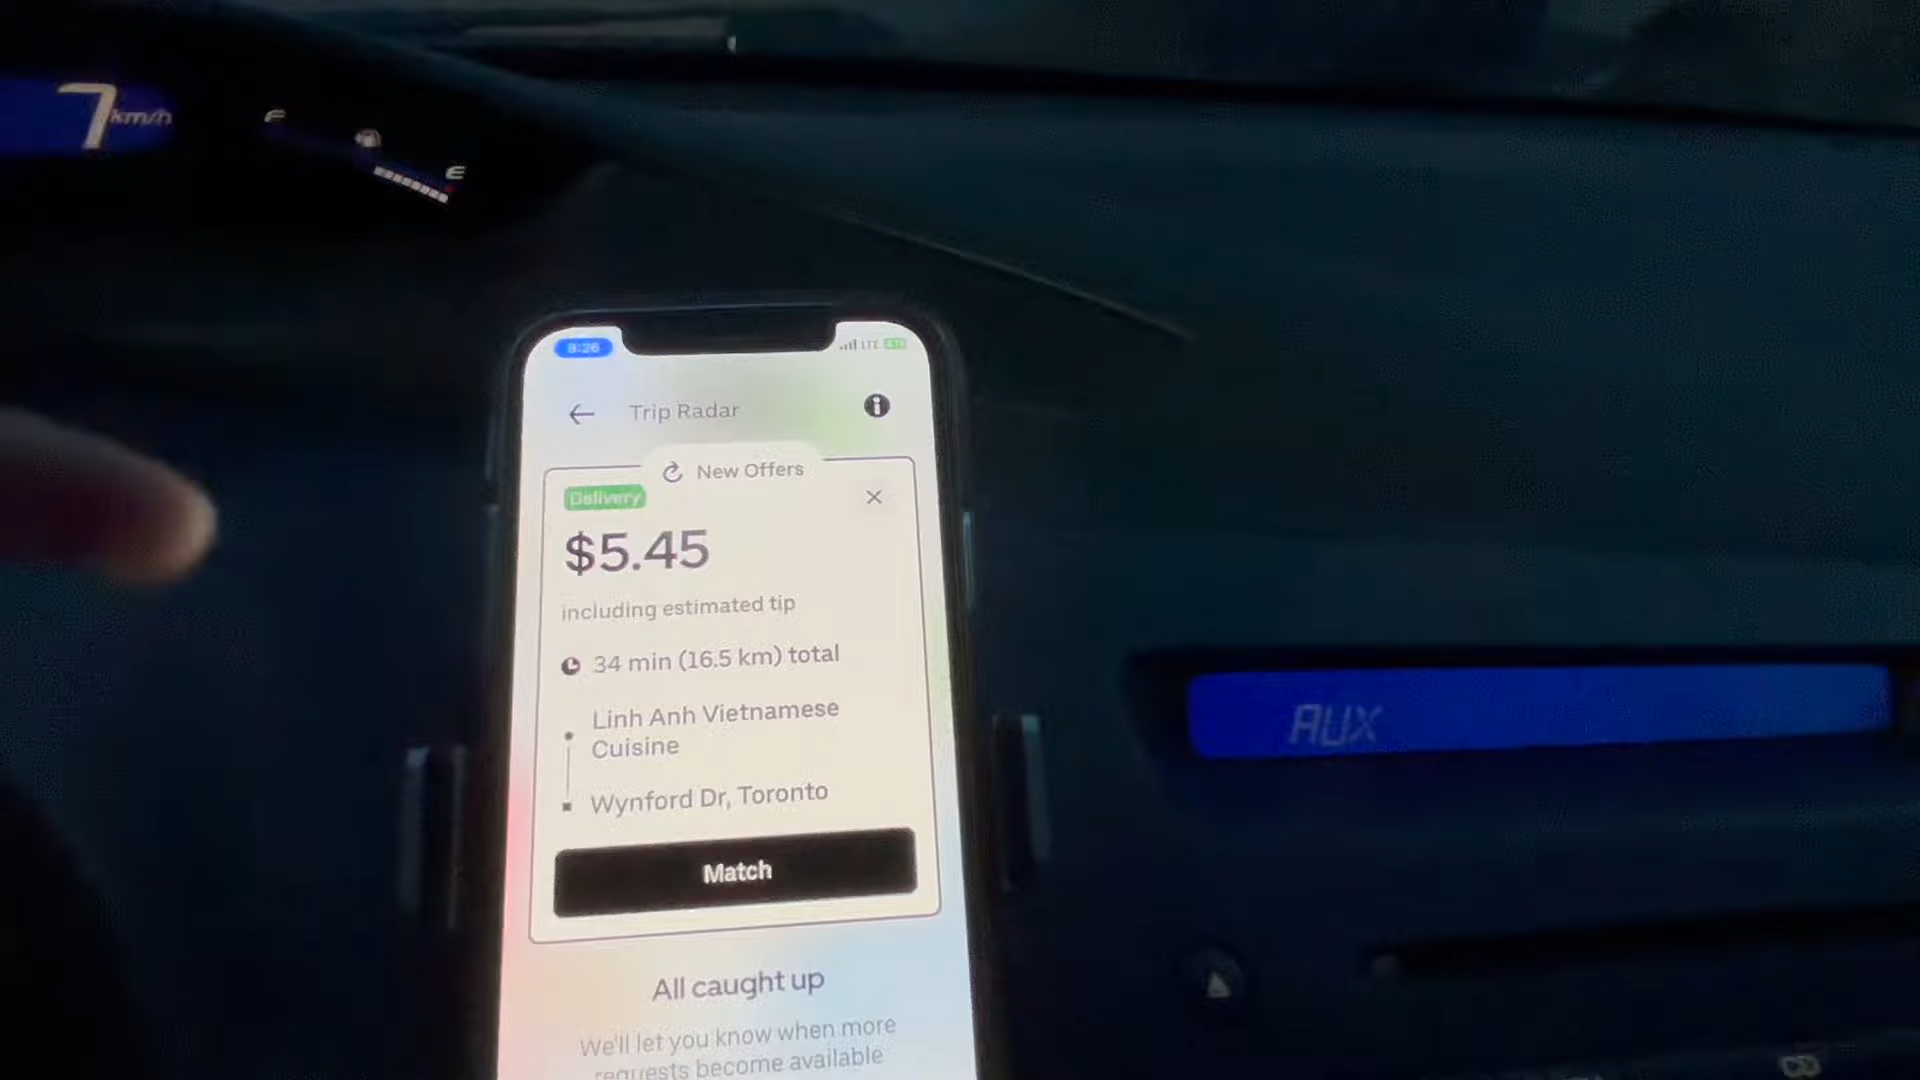 7 km/h
F
E
8:26
LTE
Trip Radar
New Offers
Delivery
$5.45
including estimated tip
34 min (16.5 km) total
Linh Anh Vietnamese
Cuisine
Wynford Dr, Toronto
Match
All caught up
We'll let you know when more
requests become available
AUX